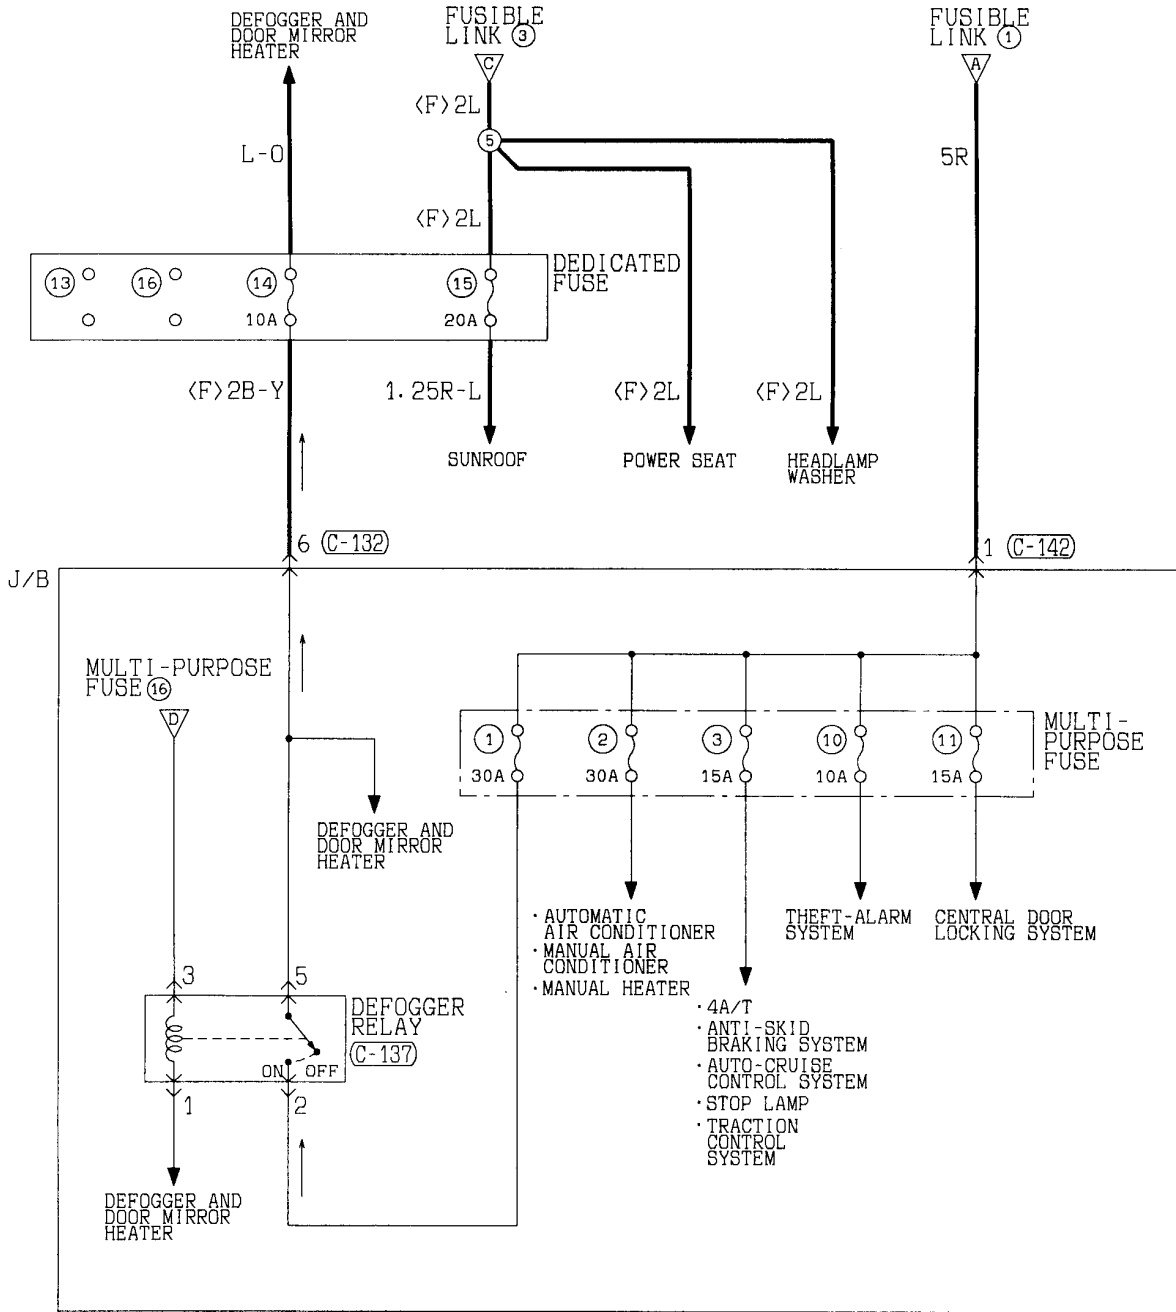 DEFOGGER AND
DOOR MIRROR
HEATER
FUSIBLE
LINK ③
C
FUSIBLE
LINK ①
A
<F>2L
5
L-O
5R
<F>2L
DEDICATED
FUSE
13
16
14
15
10A
20A
<F>2B-Y
1.25R-L
<F>2L
<F>2L
SUNROOF
POWER SEAT
HEADLAMP
WASHER
6 C-132
1 C-142
J/B
MULTI-PURPOSE
FUSE ⑯
D
1
2
3
10
11
30A
30A
15A
10A
15A
MULTI-
PURPOSE
FUSE
DEFOGGER AND
DOOR MIRROR
HEATER
· AUTOMATIC
AIR CONDITIONER
· MANUAL AIR
CONDITIONER
· MANUAL HEATER
THEFT-ALARM
SYSTEM
CENTRAL DOOR
LOCKING SYSTEM
· 4A/T
· ANTI-SKID
BRAKING SYSTEM
· AUTO-CRUISE
CONTROL SYSTEM
· STOP LAMP
· TRACTION
CONTROL
SYSTEM
3
5
DEFOGGER
RELAY
C-137
ON OFF
1
2
DEFOGGER AND
DOOR MIRROR
HEATER